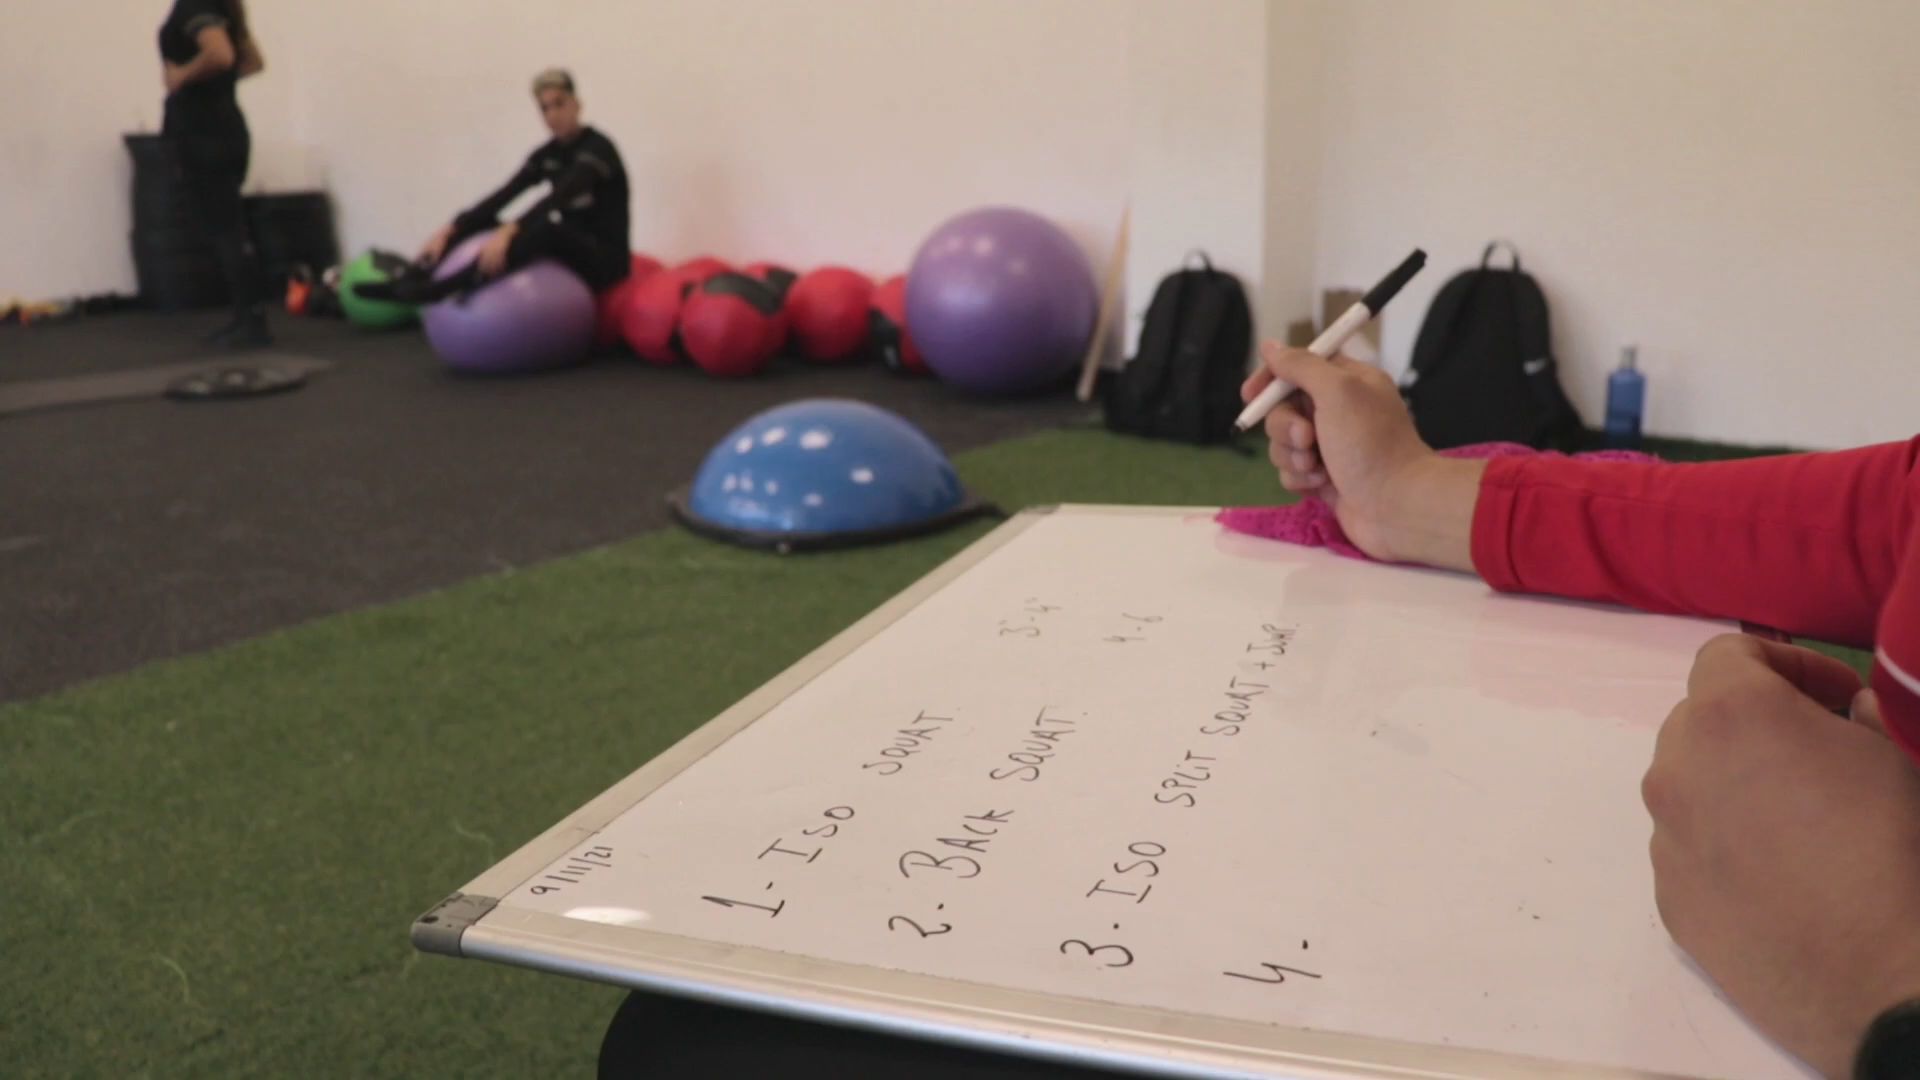 9/11/21
1- ISO SQUAT 3"-4"
2. BACK SQUAT. 4-6
3. ISO SPLIT SQUAT + JUMP.
4-